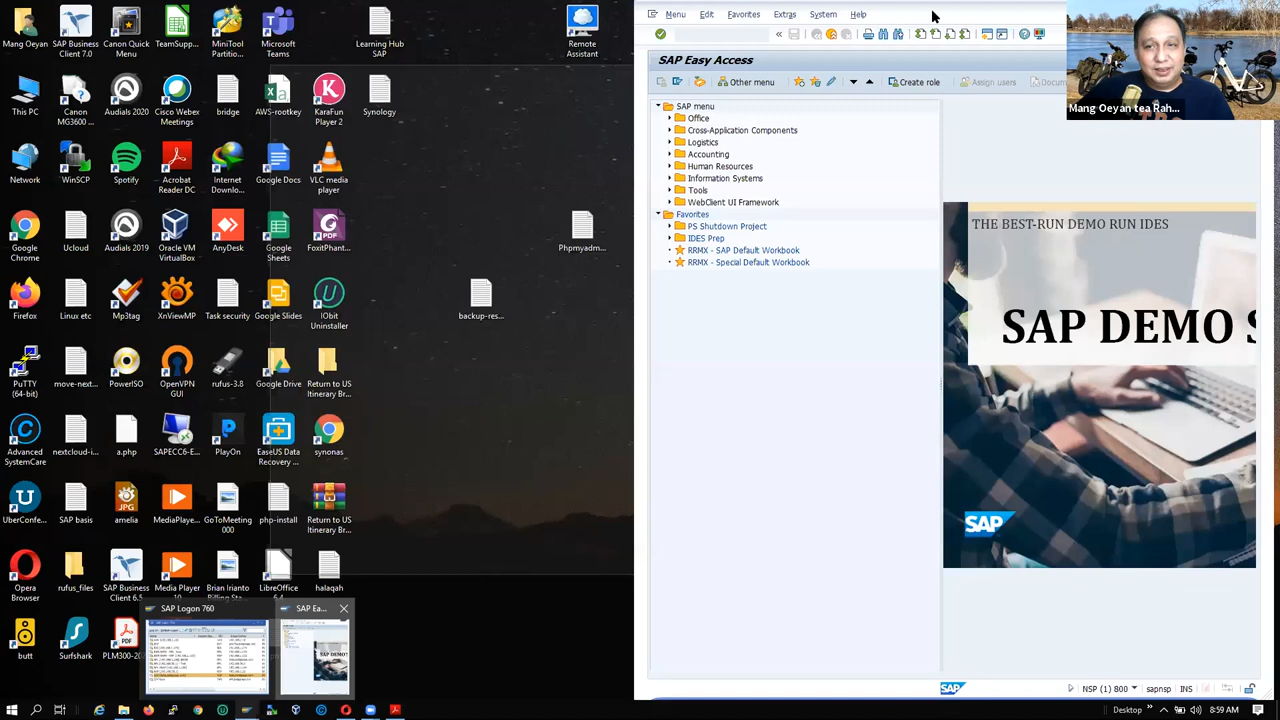 Mang Oeyan
SAP Business
Client 7.0
Canon Quick
Menu
TeamSupp...
MiniTool
Partitio...
Microsoft
Teams
Learning Hub
SAP
Remote
Assistant
This PC
Canon
MG3600 ...
Audials 2020
Cisco Webex
Meetings
bridge
AWS-rootkey
KaraFun
Player 2
Synology
Network
WinSCP
Spotify
Acrobat
Reader DC
Internet
Downlo...
Google Docs
VLC media
player
Google
Chrome
Ucloud
Audials 2019
Oracle VM
VirtualBox
AnyDesk
Google
Sheets
FoxitPhant...
Phpmyadm...
Firefox
Linux etc
Mp3tag
XnViewMP
Task security
Google Slides
IObit
Uninstaller
backup-res...
PuTTY
(64-bit)
move-next...
PowerISO
OpenVPN
GUI
rufus-3.8
Google Drive
Return to US
Itinerary Br...
Advanced
SystemCare
nextcloud-i...
a.php
SAPECC6-E...
PlayOn
EaseUS Data
Recovery ...
synonas
UberConfe...
SAP basis
amelia
MediaPlaye...
GoToMeeting
000
php-install
Return to US
Itinerary Br...
Opera
Browser
rufus_files
SAP Business
Client 6.5
Media Player
10
Brian Irianto
Billing Sta...
LibreOffice
6.4
halaqah
butt
Surfshark
PLM300-2...
SAP Logon 760
SAP Ea...
Menu Edit Favorites Extras System Help
SAP Easy Access
Other menu
Create role
Assign users
Docum
SAP menu
Office
Cross-Application Components
Logistics
Accounting
Human Resources
Information Systems
Tools
WebClient UI Framework
Favorites
PS Shutdown Project
IDES Prep
RRMX - SAP Default Workbook
RRMX - Special Default Workbook
THE BEST-RUN DEMO RUN IDES
SAP DEMO S
SAP
Mang Oeyan tea Rah...
SAP
NSP (1) 800
sapnsp
INS
Desktop
8:59 AM